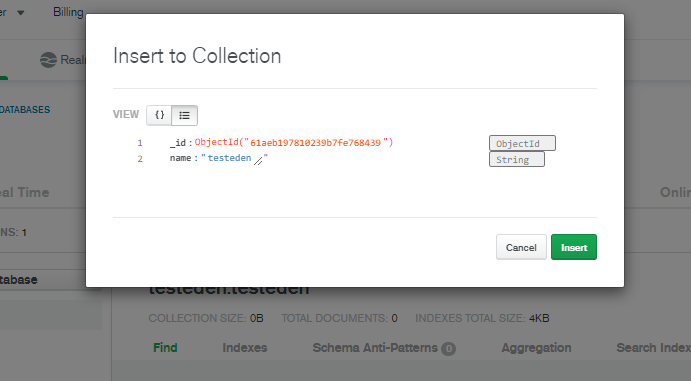 er Billing
Insert to Collection
Real
DATABASES
VIEW {}
1 _id : ObjectId("61aeb197810239b7fe768439") ObjectId
2 name : "testeden" String
eal Time
Onlin
NS: 1
Cancel Insert
tabase
testeden.testeden
COLLECTION SIZE: 0B TOTAL DOCUMENTS: 0 INDEXES TOTAL SIZE: 4KB
Find Indexes Schema Anti-Patterns 0 Aggregation Search Index